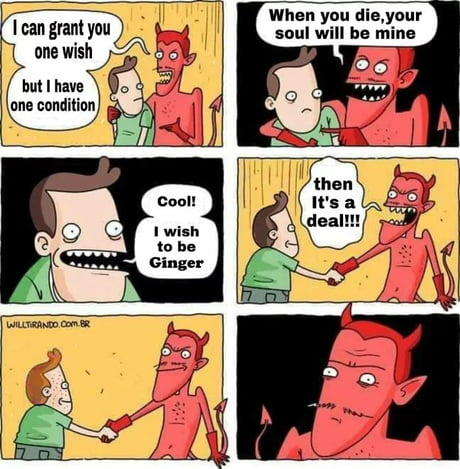 I can grant you
one wish
but I have
one condition
When you die,your
soul will be mine
Cool!
I wish
to be
Ginger
then
It's a
deal!!!
WILLTIRANDO.COM.BR